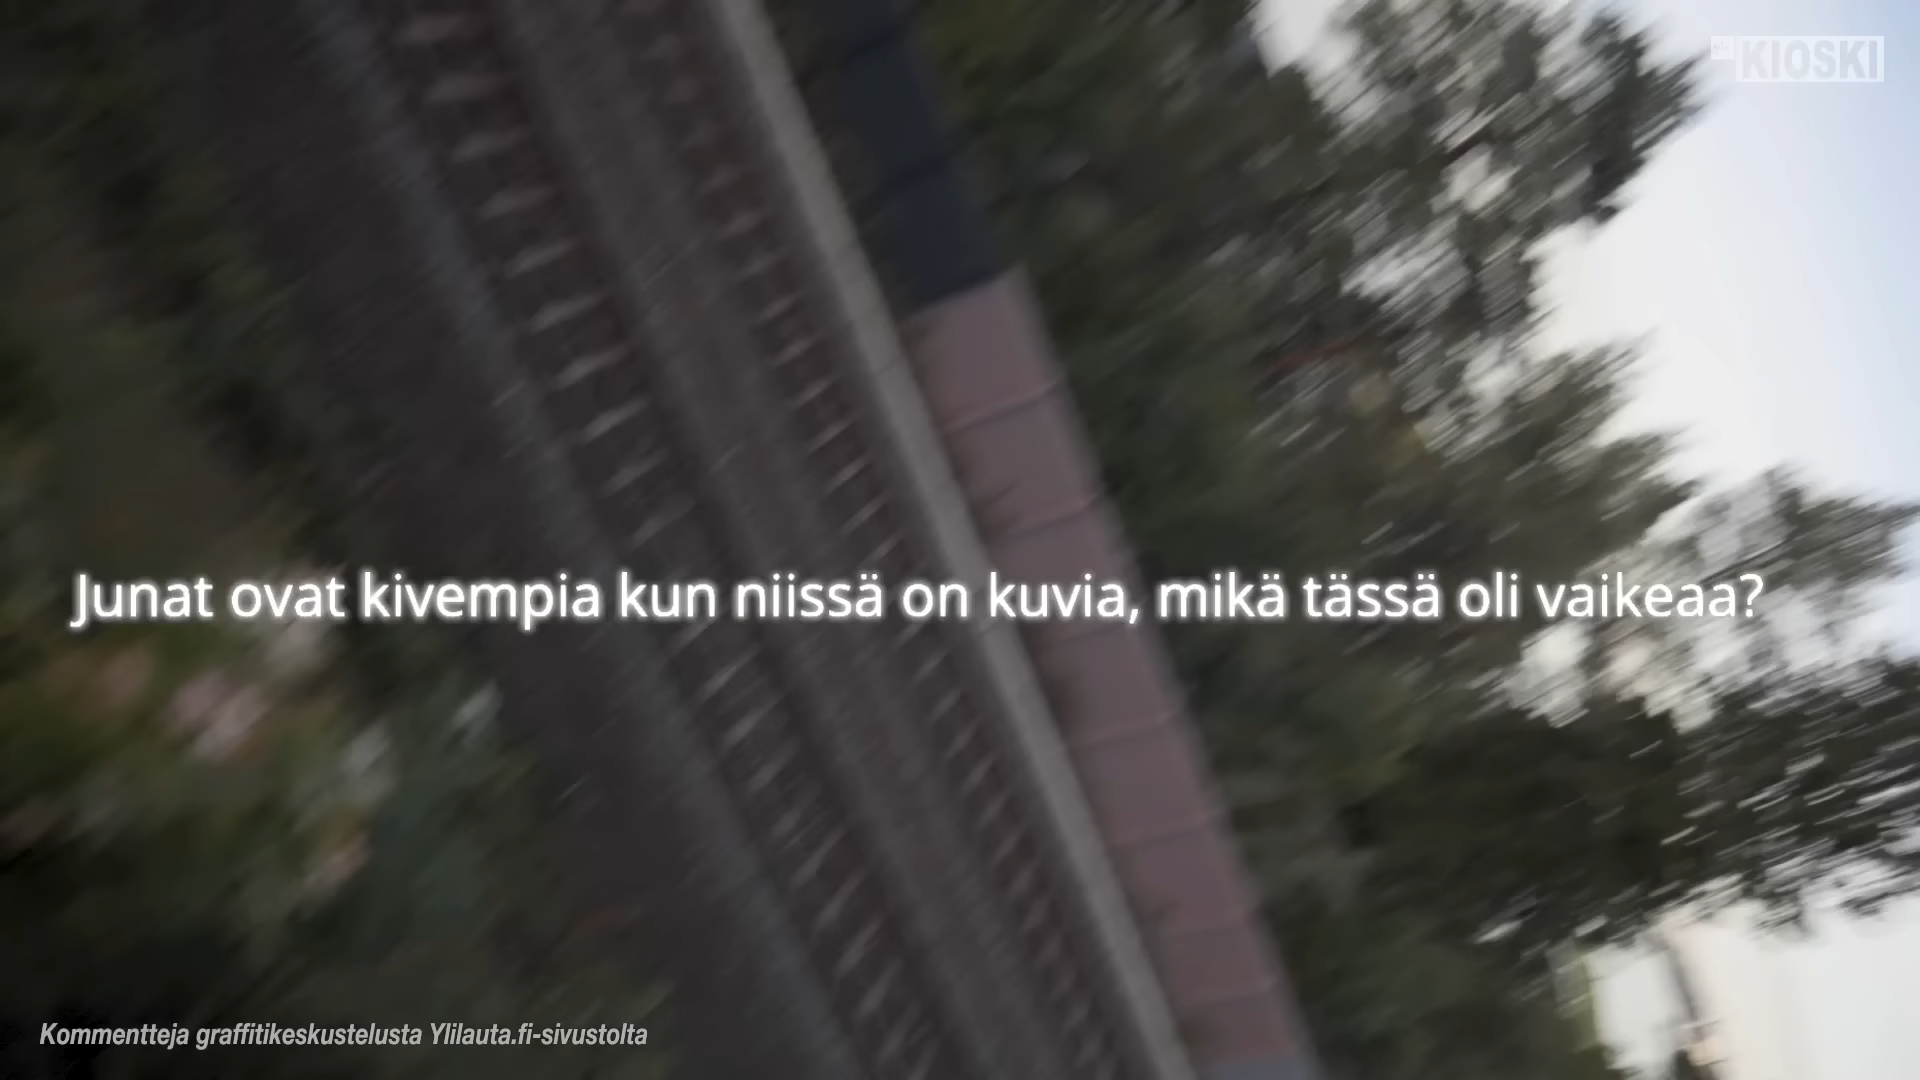 KIOSKI
Junat ovat kivempia kun niissä on kuvia, mikä tässä oli vaikeaa?
Kommentteja graffitikeskustelusta Ylilauta.fi-sivustolta